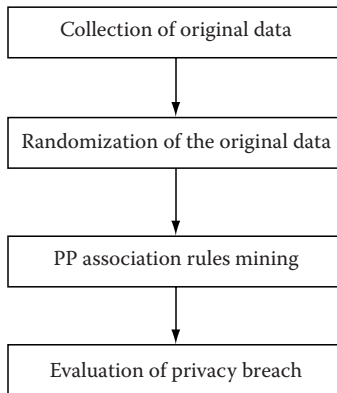 Collection of original data
Randomization of the original data
PP association rules mining
Evaluation of privacy breach